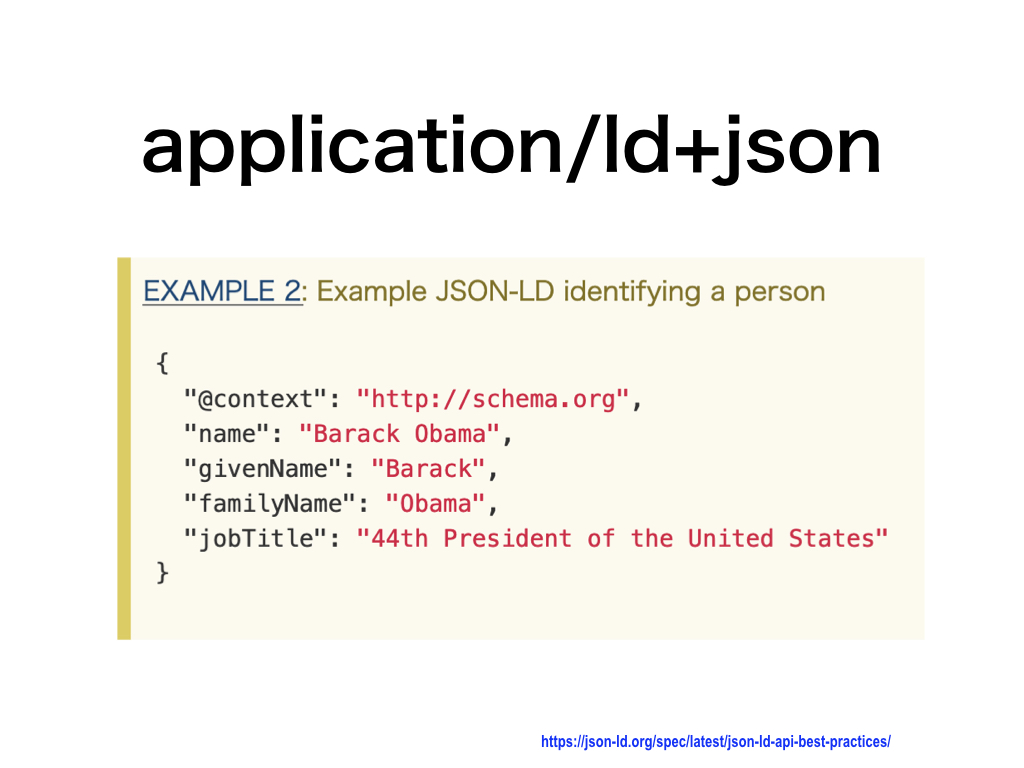 application/ld+json
EXAMPLE 2: Example JSON-LD identifying a person
{
  "@context": "http://schema.org",
  "name": "Barack Obama",
  "givenName": "Barack",
  "familyName": "Obama",
  "jobTitle": "44th President of the United States"
}
https://json-ld.org/spec/latest/json-ld-api-best-practices/